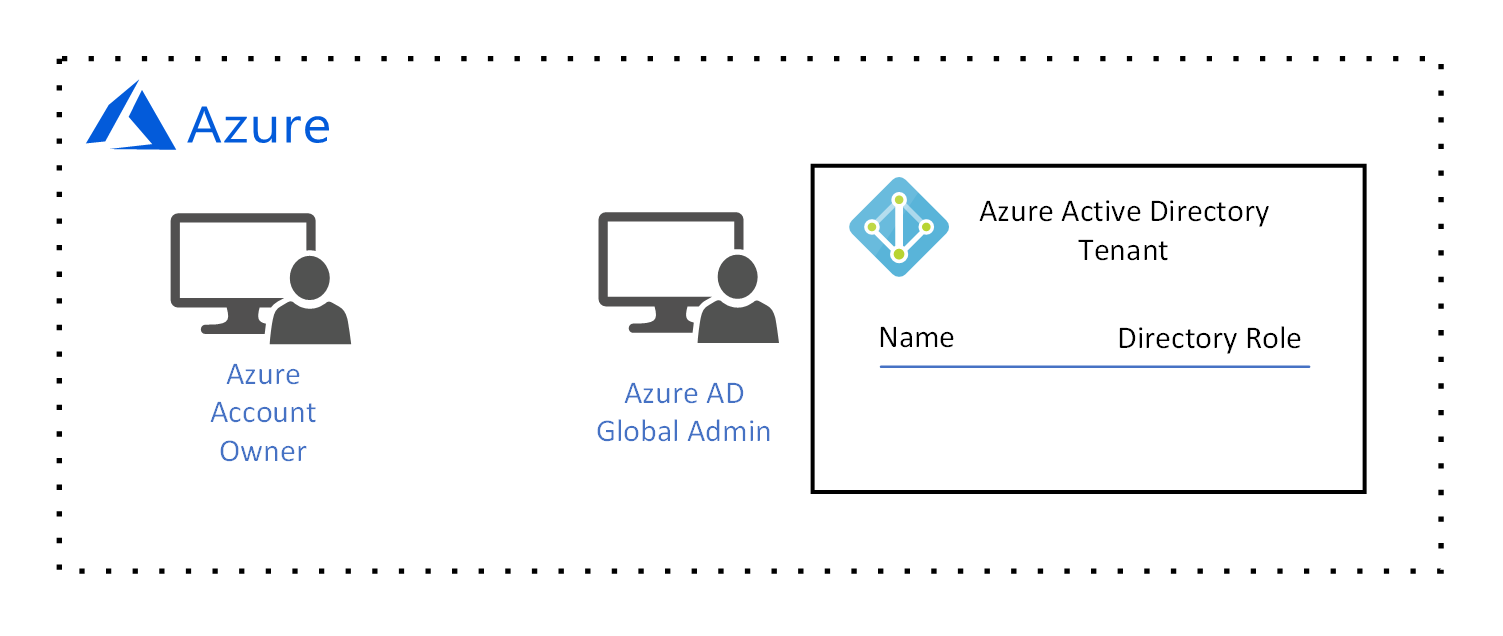 Azure
Azure Active Directory
Tenant
Name Directory Role
Azure
Account
Owner
Azure AD
Global Admin